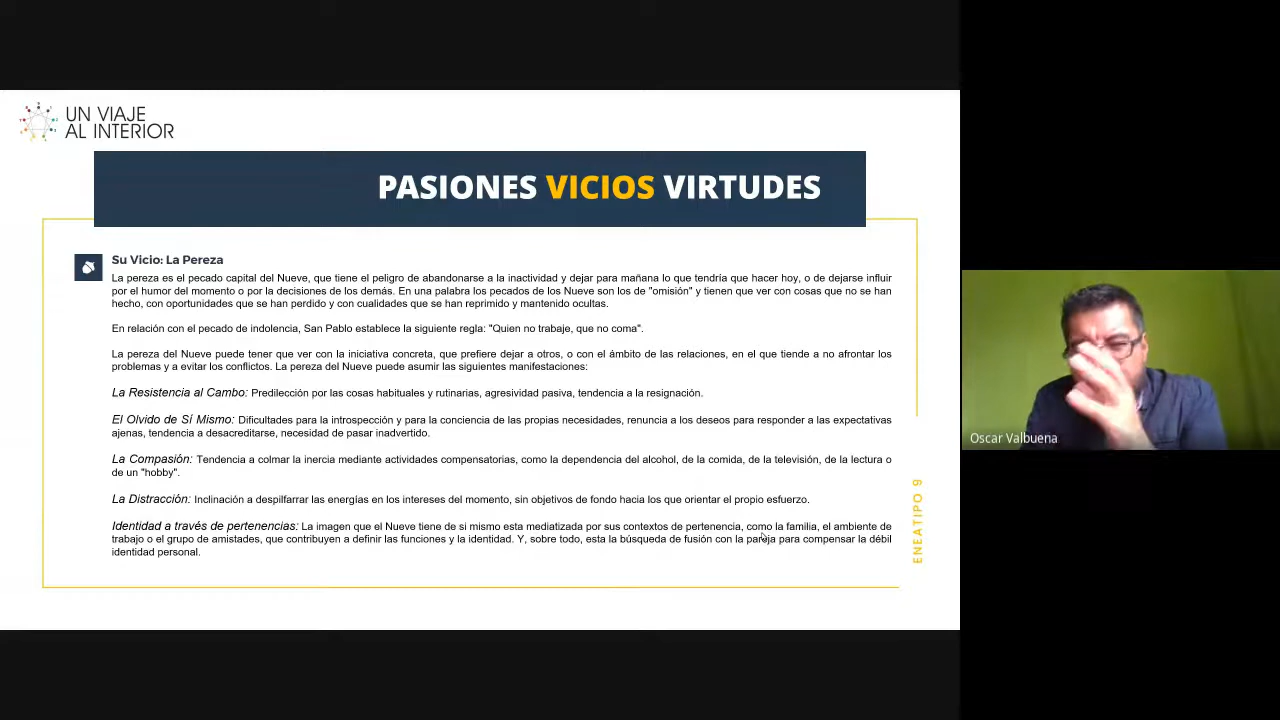 UN VIAJE
AL INTERIOR
PASIONES VICIOS VIRTUDES
Su Vicio: La Pereza
La pereza es el pecado capital del Nueve, que tiene el peligro de abandonarse a la inactividad y dejar para mañana lo que tendría que hacer hoy, o de dejarse influir
por el humor del momento o por la decisiones de los demás. En una palabra los pecados de los Nueve son los de "omisión" y tienen que ver con cosas que no se han
hecho, con oportunidades que se han perdido y con cualidades que se han reprimido y mantenido ocultas.
En relación con el pecado de indolencia, San Pablo establece la siguiente regla: "Quien no trabaje, que no coma".
La pereza del Nueve puede tener que ver con la iniciativa concreta, que prefiere dejar a otros, o con el ámbito de las relaciones, en el que tiende a no afrontar los
problemas y a evitar los conflictos. La pereza del Nueve puede asumir las siguientes manifestaciones:
La Resistencia al Cambo: Predilección por las cosas habituales y rutinarias, agresividad pasiva, tendencia a la resignación.
El Olvido de Sí Mismo: Dificultades para la introspección y para la conciencia de las propias necesidades, renuncia a los deseos para responder a las expectativas
ajenas, tendencia a desacreditarse, necesidad de pasar inadvertido.
La Compasión: Tendencia a colmar la inercia mediante actividades compensatorias, como la dependencia del alcohol, de la comida, de la televisión, de la lectura o
de un "hobby".
La Distracción: Inclinación a despilfarrar las energías en los intereses del momento, sin objetivos de fondo hacia los que orientar el propio esfuerzo.
Identidad a través de pertenencias: La imagen que el Nueve tiene de si mismo esta mediatizada por sus contextos de pertenencia, como la familia, el ambiente de
trabajo o el grupo de amistades, que contribuyen a definir las funciones y la identidad. Y, sobre todo, esta la búsqueda de fusión con la pareja para compensar la débil
identidad personal.
ENEATIPO 9
Oscar Valbuena